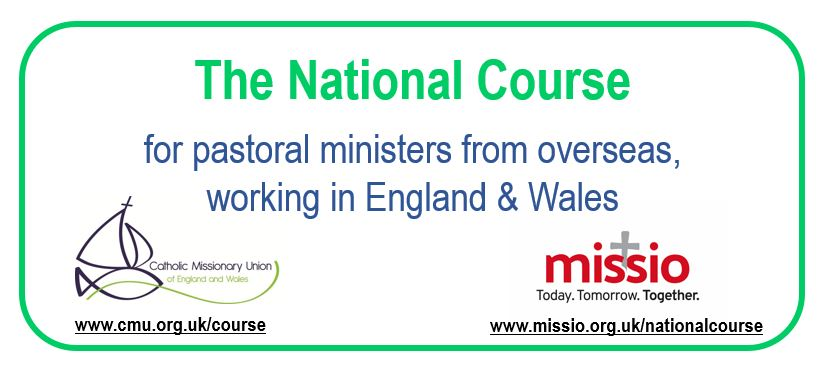 The National Course
for pastoral ministers from overseas,
working in England & Wales
Catholic Missionary Union
of England and Wales
www.cmu.org.uk/course
missio
Today. Tomorrow. Together.
www.missio.org.uk/nationalcourse